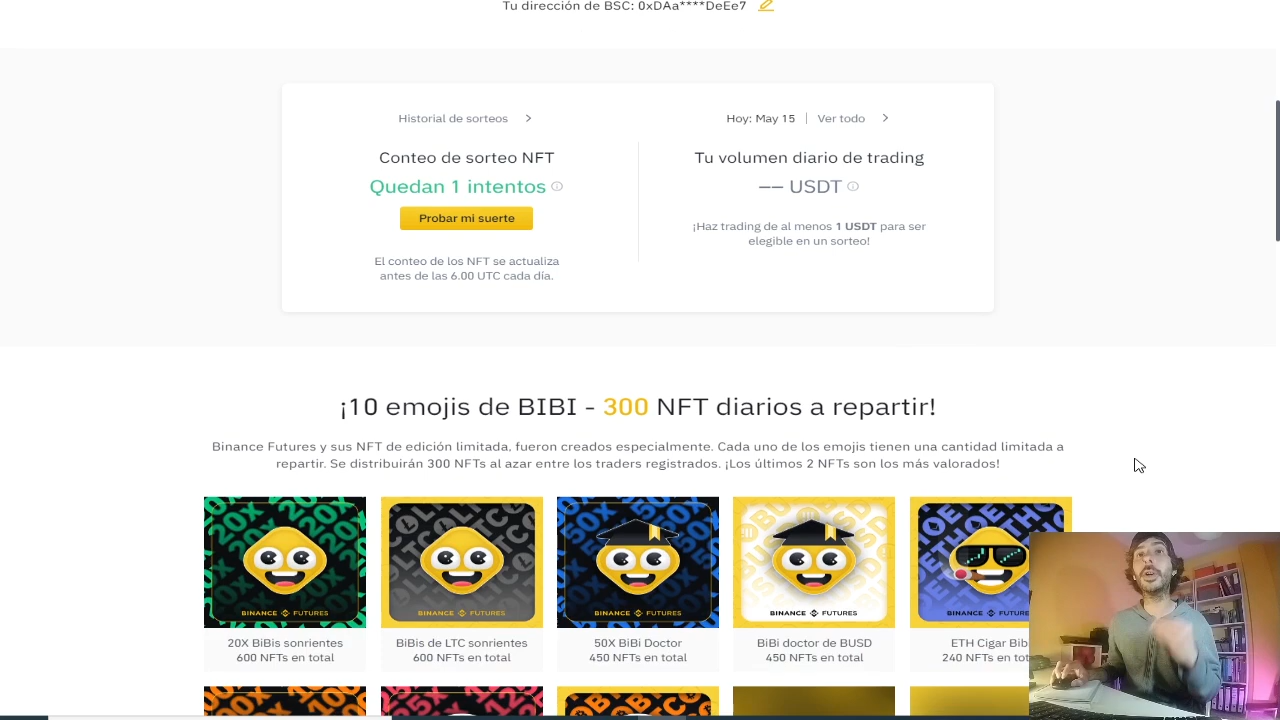 Tu dirección de BSC: 0xDAa****DeEe7
Historial de sorteos
Conteo de sorteo NFT
Quedan 1 intentos
Probar mi suerte
El conteo de los NFT se actualiza
antes de las 6.00 UTC cada día.
Hoy: May 15 | Ver todo
Tu volumen diario de trading
–– USDT
¡Haz trading de al menos 1 USDT para ser
elegible en un sorteo!
¡10 emojis de BIBI - 300 NFT diarios a repartir!
Binance Futures y sus NFT de edición limitada, fueron creados especialmente. Cada uno de los emojis tienen una cantidad limitada a
repartir. Se distribuirán 300 NFTs al azar entre los traders registrados. ¡Los últimos 2 NFTs son los más valorados!
BINANCE FUTURES
20X BiBis sonrientes
600 NFTs en total
BINANCE FUTURES
BiBis de LTC sonrientes
600 NFTs en total
BINANCE FUTURES
50X BiBi Doctor
450 NFTs en total
BINANCE FUTURES
BiBi doctor de BUSD
450 NFTs en total
BINANCE
ETH Cigar
240 NFTs en